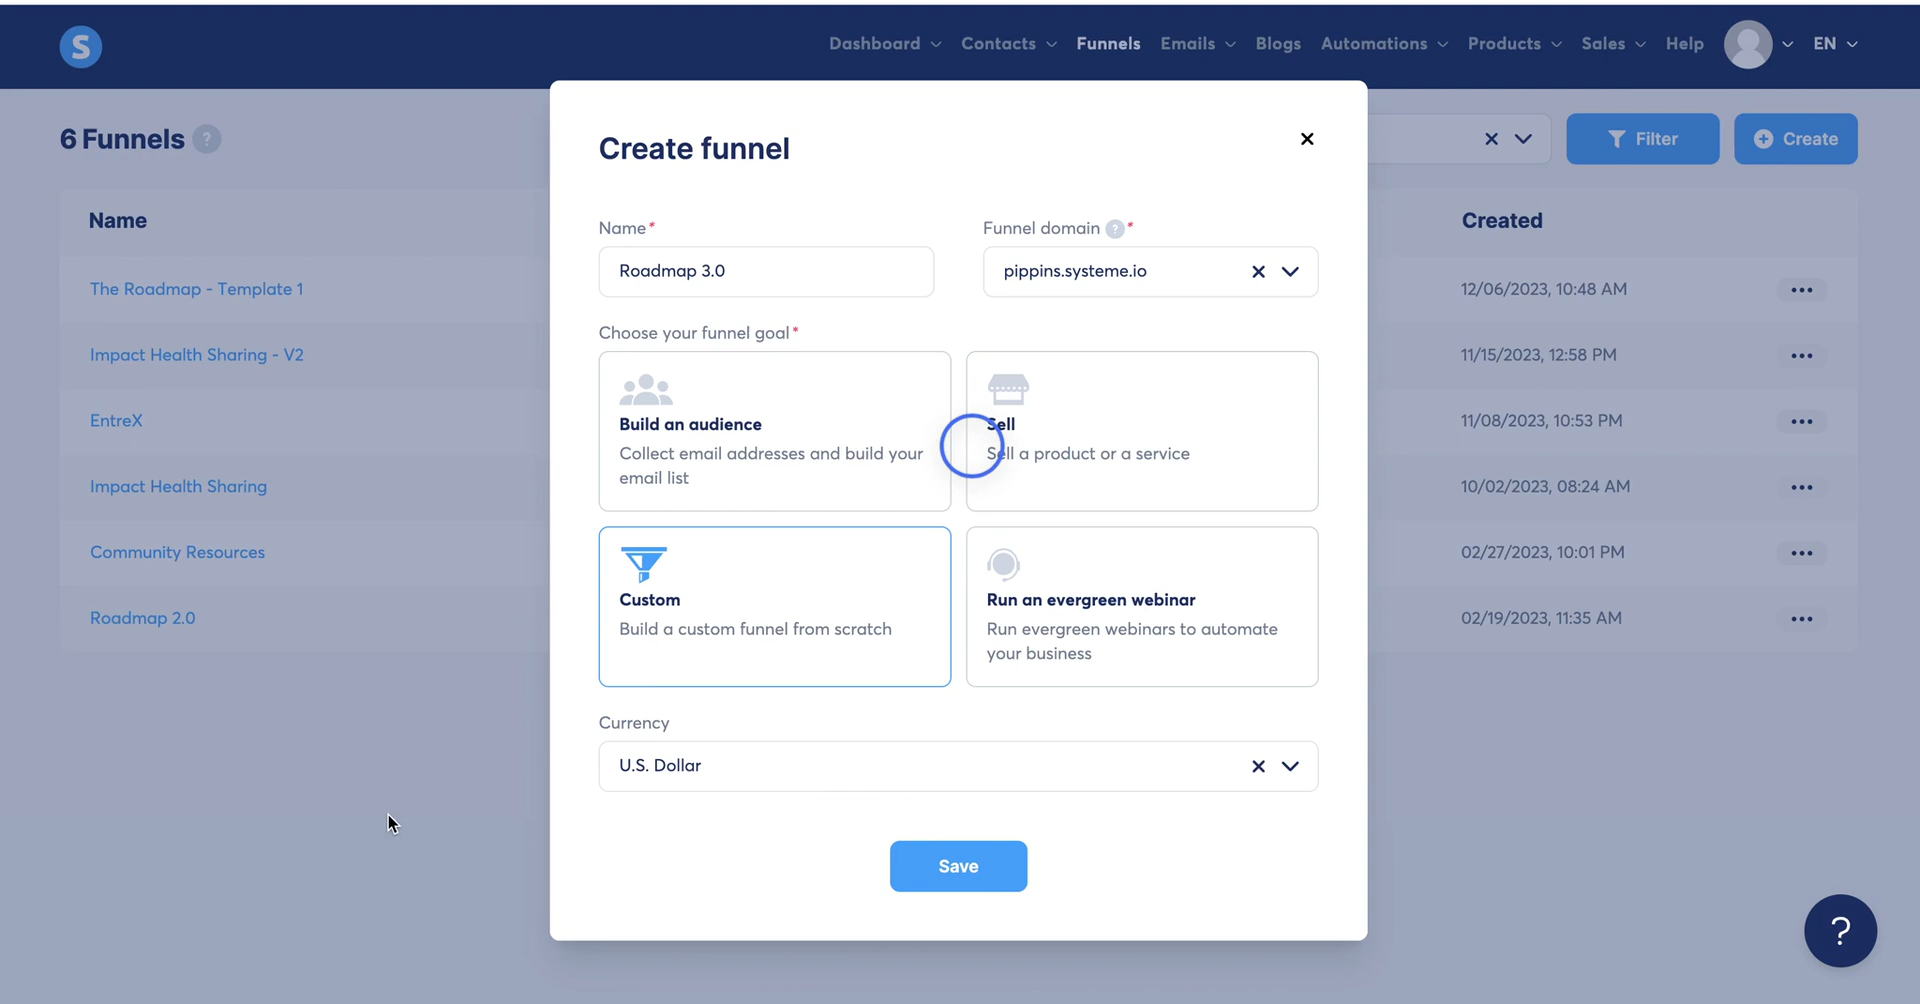 S
Dashboard Contacts Funnels Emails Blogs Automations Products Sales Help EN
6 Funnels ?
Filter
Create
Name
Created
The Roadmap - Template 1
12/06/2023, 10:48 AM
Impact Health Sharing - V2
11/15/2023, 12:58 PM
EntreX
11/08/2023, 10:53 PM
Impact Health Sharing
10/02/2023, 08:24 AM
Community Resources
02/27/2023, 10:01 PM
Roadmap 2.0
02/19/2023, 11:35 AM
Create funnel
Name*
Funnel domain ? *
Roadmap 3.0
pippins.systeme.io
Choose your funnel goal*
Build an audience
Collect email addresses and build your
email list
Sell
Sell a product or a service
Custom
Build a custom funnel from scratch
Run an evergreen webinar
Run evergreen webinars to automate
your business
Currency
U.S. Dollar
Save
?